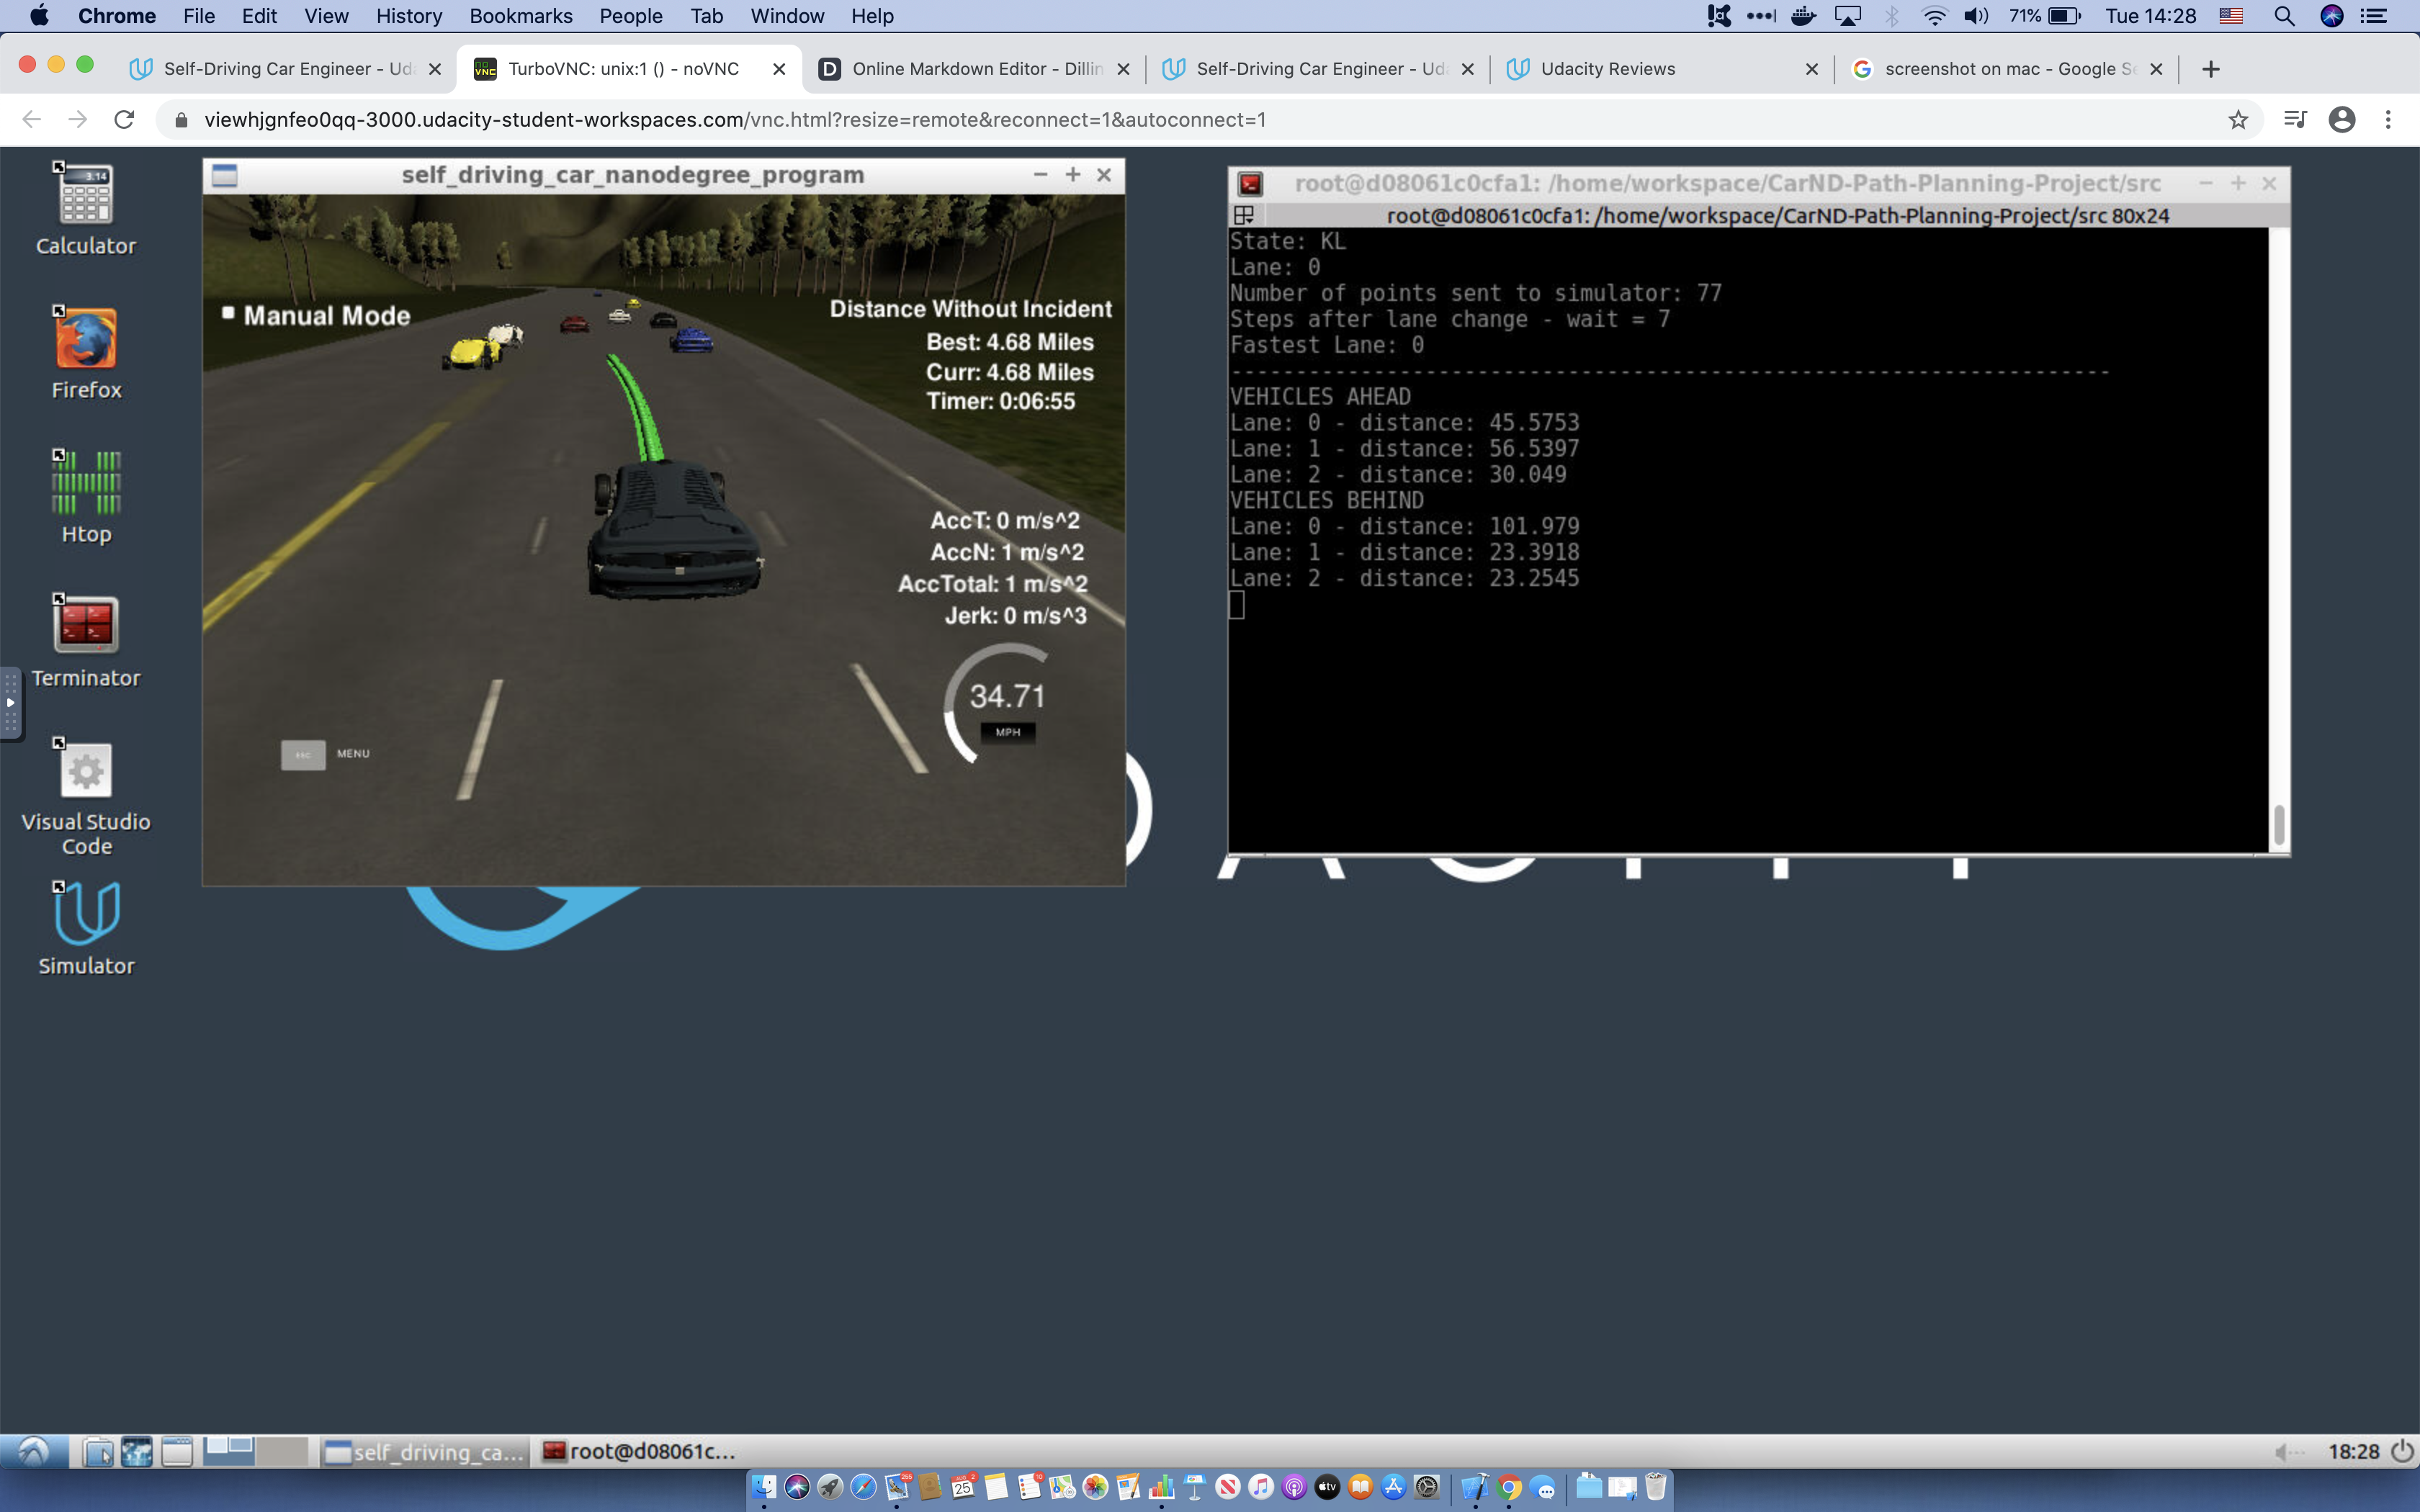 Chrome File Edit View History Bookmarks People Tab Window Help 71% Tue 14:28
Self-Driving Car Engineer - Uda
TurboVNC: unix:1 () - noVNC
Online Markdown Editor - Dillin
Self-Driving Car Engineer - Uda
Udacity Reviews
screenshot on mac - Google Se
viewhjgnfeo0qq-3000.udacity-student-workspaces.com/vnc.html?resize=remote&reconnect=1&autoconnect=1
3.14
Calculator
Firefox
Htop
Terminator
Visual Studio
Code
Simulator
self_driving_car_nanodegree_program
Manual Mode
Distance Without Incident
Best: 4.68 Miles
Curr: 4.68 Miles
Timer: 0:06:55
AccT: 0 m/s^2
AccN: 1 m/s^2
AccTotal: 1 m/s^2
Jerk: 0 m/s^3
34.71
MPH
ESC MENU
root@d08061c0cfa1: /home/workspace/CarND-Path-Planning-Project/src
root@d08061c0cfa1: /home/workspace/CarND-Path-Planning-Project/src 80x24
State: KL
Lane: 0
Number of points sent to simulator: 77
Steps after lane change - wait = 7
Fastest Lane: 0
--------------------------------------------------------------------
VEHICLES AHEAD
Lane: 0 - distance: 45.5753
Lane: 1 - distance: 56.5397
Lane: 2 - distance: 30.049
VEHICLES BEHIND
Lane: 0 - distance: 101.979
Lane: 1 - distance: 23.3918
Lane: 2 - distance: 23.2545
self_driving_ca...
root@d08061c...
18:28